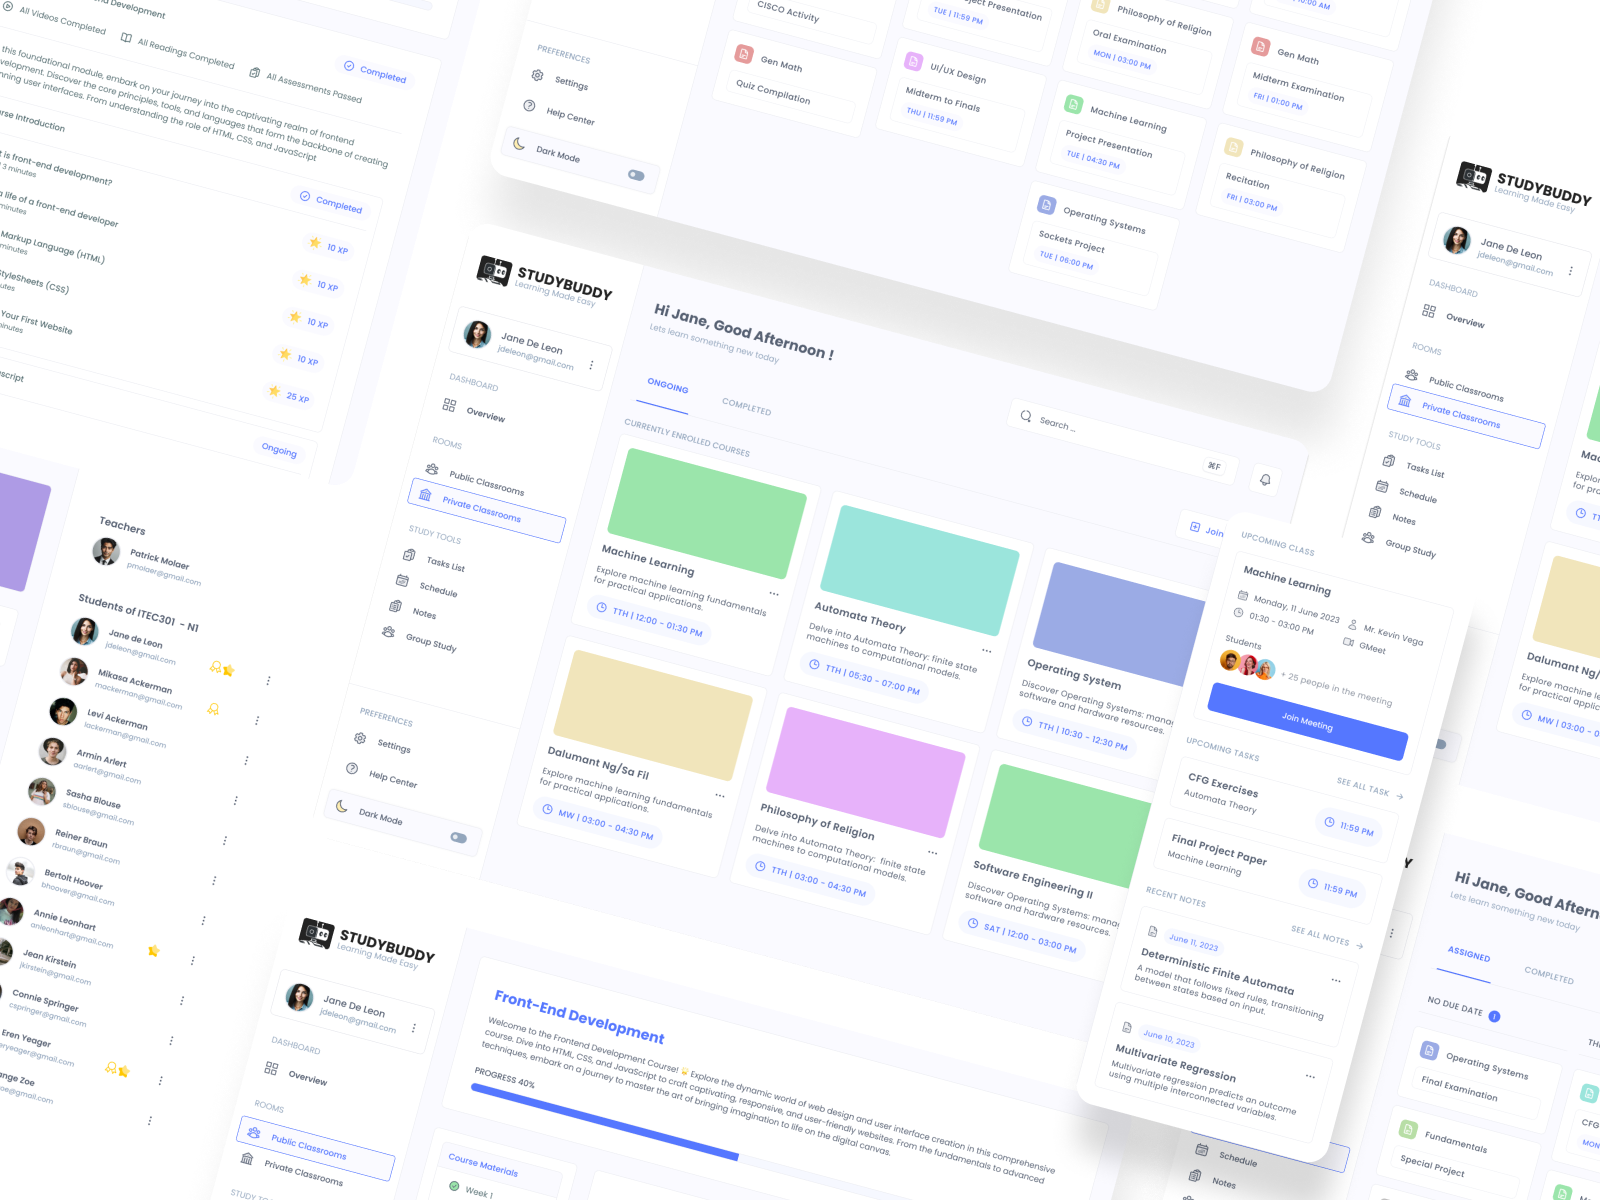 nd Development
All Videos Completed
All Readings Completed
All Assessments Passed
Completed
this foundational module, embark on your journey into the captivating realm of frontend
velopment. Discover the core principles, tools, and languages that form the backbone of creating
nning user interfaces. From understanding the role of HTML, CSS, and JavaScript
urse Introduction
t is front-end development?
3 minutes
Completed
a life of a front-end developer
minutes
10 XP
Markup Language (HTML)
minutes
10 XP
StyleSheets (CSS)
utes
10 XP
Your First Website
minutes
10 XP
25 XP
script
Ongoing
PREFERENCES
Settings
Help Center
Dark Mode
CISCO Activity
Gen Math
Quiz Compilation
ject Presentation
TUE | 11:59 PM
UI/UX Design
Midterm to Finals
THU | 11:59 PM
Philosophy of Religion
Oral Examination
MON | 03:00 PM
Machine Learning
Project Presentation
TUE | 04:30 PM
Operating Systems
Sockets Project
TUE | 06:00 PM
10:00 AM
Gen Math
Midterm Examination
FRI | 01:00 PM
Philosophy of Religion
Recitation
FRI | 03:00 PM
STUDYBUDDY
Learning Made Easy
Jane De Leon
jdeleon@gmail.com
DASHBOARD
Overview
ROOMS
Public Classrooms
Private Classrooms
STUDY TOOLS
Tasks List
Schedule
Notes
Group Study
PREFERENCES
Settings
Help Center
Dark Mode
Hi Jane, Good Afternoon !
Lets learn something new today
ONGOING
COMPLETED
Search ...
⌘F
CURRENTLY ENROLLED COURSES
Join
Machine Learning
Explore machine learning fundamentals
for practical applications.
TTH | 12:00 - 01:30 PM
Automata Theory
Delve into Automata Theory: finite state
machines to computational models.
TTH | 05:30 - 07:00 PM
Operating System
Discover Operating Systems: manag
software and hardware resources.
TTH | 10:30 - 12:30 PM
Dalumant Ng/Sa Fil
Explore machine learning fundamentals
for practical applications.
MW | 03:00 - 04:30 PM
Philosophy of Religion
Delve into Automata Theory: finite state
machines to computational models.
TTH | 03:00 - 04:30 PM
Software Engineering II
Discover Operating Systems: manag
software and hardware resources.
SAT | 12:00 - 03:00 PM
UPCOMING CLASS
Machine Learning
Monday, 11 June 2023
Mr. Kevin Vega
01:30 - 03:00 PM
GMeet
Students
+ 25 people in the meeting
Join Meeting
UPCOMING TASKS
SEE ALL TASK
CFG Exercises
Automata Theory
11:59 PM
Final Project Paper
Machine Learning
11:59 PM
RECENT NOTES
SEE ALL NOTES
June 11, 2023
Deterministic Finite Automata
A model that follows fixed rules, transitioning
between states based on input.
June 10, 2023
Multivariate Regression
Multivariate regression predicts an outcome
using multiple interconnected variables.
STUDYBUDDY
Learning Made Easy
Jane De Leon
jdeleon@gmail.com
DASHBOARD
Overview
ROOMS
Public Classrooms
Private Classrooms
STUDY TOOLS
Tasks List
Schedule
Notes
Group Study
Mac
Explor
for pr
TT
Dalumant Ng/
Explore machine le
for practical applic
MW | 03:00 - 0
Teachers
Patrick Molaer
pmolaer@gmail.com
Students of ITEC301 - N1
Jane de Leon
jdeleon@gmail.com
Mikasa Ackerman
mackerman@gmail.com
Levi Ackerman
lackerman@gmail.com
Armin Arlert
aarlert@gmail.com
Sasha Blouse
sblouse@gmail.com
Reiner Braun
rbraun@gmail.com
Bertolt Hoover
bhoover@gmail.com
Annie Leonhart
anleonhart@gmail.com
Jean Kirstein
jkirstein@gmail.com
Connie Springer
cspringer@gmail.com
Eren Yeager
eryeager@gmail.com
ange Zoe
zoe@gmail.com
STUDYBUDDY
Learning Made Easy
Jane De Leon
jdeleon@gmail.com
DASHBOARD
Overview
ROOMS
Public Classrooms
Private Classrooms
STUDY TOO
Front-End Development
Welcome to the Frontend Development Course! Explore the dynamic world of web design and user interface creation in this comprehensive
course. Dive into HTML, CSS, and JavaScript to craft captivating, responsive, and user-friendly websites. From the fundamentals to advanced
techniques, embark on a journey to master the art of bringing imagination to life on the digital canvas.
PROGRESS 40%
Course Materials
Week 1
Y
Schedule
Notes
Hi Jane, Good Aftern
Lets learn something new today
ASSIGNED
COMPLETED
NO DUE DATE
TH
Operating Systems
Final Examination
Fundamentals
Special Project
CFG
MON
M